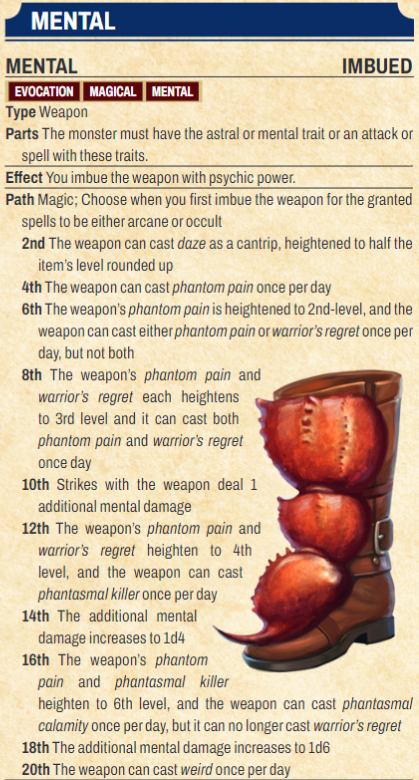 MENTAL
MENTAL IMBUED
EVOCATION MAGICAL MENTAL
Type Weapon
Parts The monster must have the astral or mental trait or an attack or
spell with these traits.
Effect You imbue the weapon with psychic power.
Path Magic; Choose when you first imbue the weapon for the granted
spells to be either arcane or occult
2nd The weapon can cast daze as a cantrip, heightened to half the
item's level rounded up
4th The weapon can cast phantom pain once per day
6th The weapon's phantom pain is heightened to 2nd-level, and the
weapon can cast either phantom pain or warrior's regret once per
day, but not both
8th The weapon's phantom pain and
warrior's regret each heightens
to 3rd level and it can cast both
phantom pain and warrior's regret
once day
10th Strikes with the weapon deal 1
additional mental damage
12th The weapon's phantom pain and
warrior's regret heighten to 4th
level, and the weapon can cast
phantasmal killer once per day
14th The additional mental
damage increases to 1d4
16th The weapon's phantom
pain and phantasmal killer
heighten to 6th level, and the weapon can cast phantasmal
calamity once per day, but it can no longer cast warrior's regret
18th The additional mental damage increases to 1d6
20th The weapon can cast weird once per day